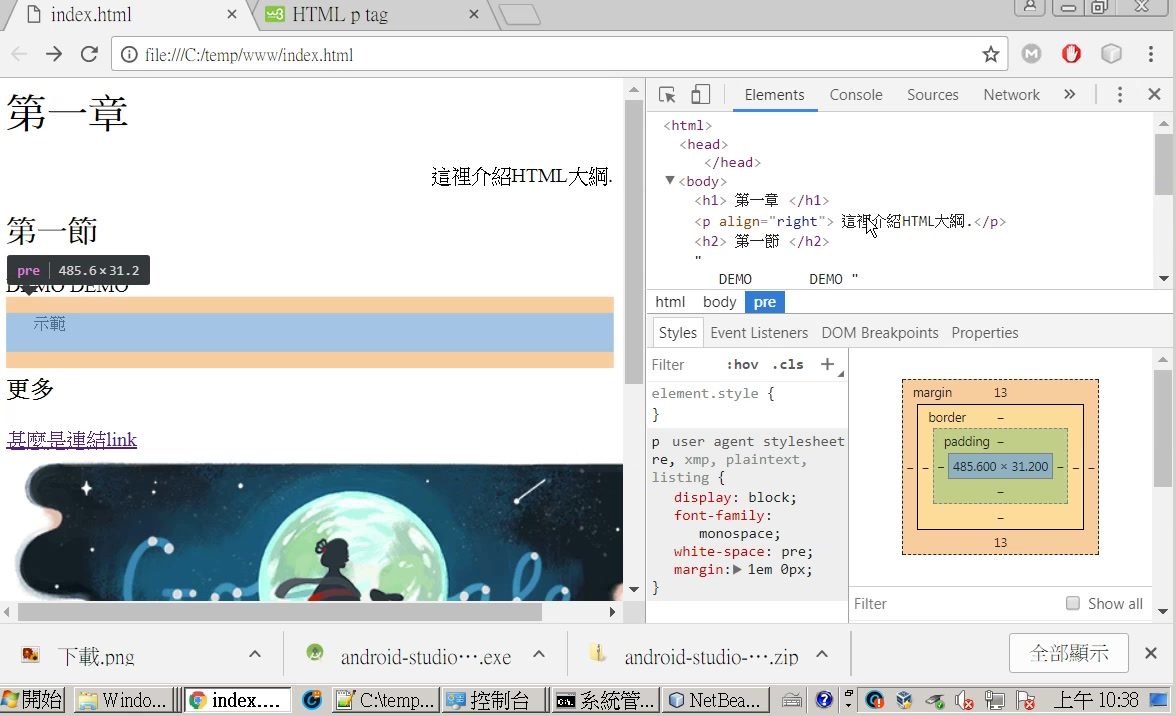 index.html
HTML p tag
file:///C:/temp/www/index.html
第一章
這裡介紹HTML大綱.
第一節
pre 485.6×31.2
DEMO DEMO
示範
更多
甚麼是連結link
Elements Console Sources Network »
<html>
<head>
</head>
<body>
<h1> 第一章 </h1>
<p align="right"> 這裡介紹HTML大綱.</p>
<h2> 第一節 </h2>
"
DEMO DEMO "
html body pre
Styles Event Listeners DOM Breakpoints Properties
Filter :hov .cls +
element.style {
}
p user agent stylesheet
re, xmp, plaintext,
listing {
display: block;
font-family:
monospace;
white-space: pre;
margin: 1em 0px;
}
margin 13
border –
padding –
– – – 485.600 × 31.200 – – –
–
–
13
Filter Show all
下載.png
android-studio-….exe
android-studio-….zip
全部顯示
開始 Windo... index.... C:\temp... 控制台 系統管... NetBea... 上午 10:38